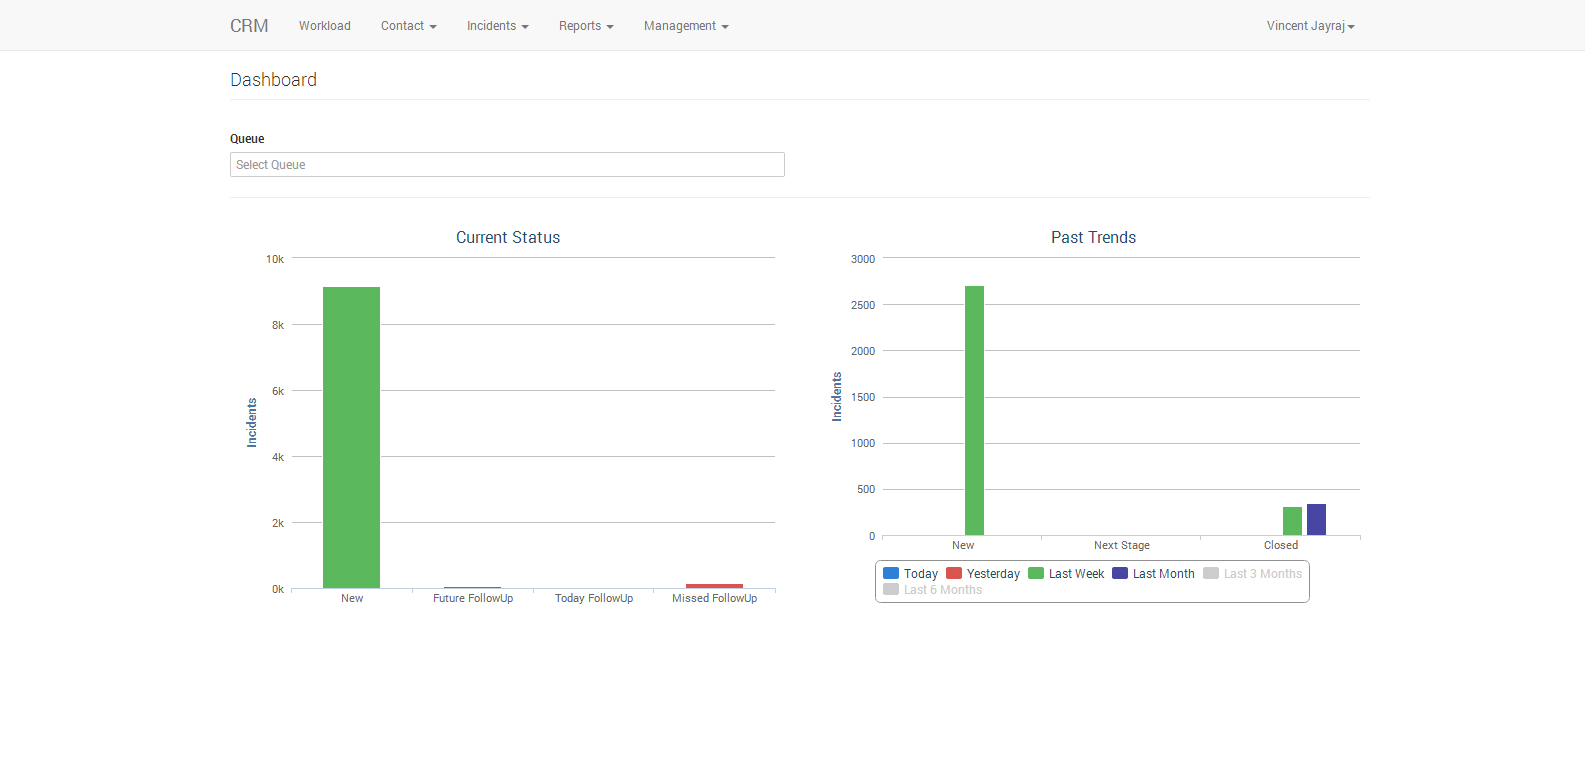 CRM Workload Contact Incidents Reports Management Vincent Jayraj
Dashboard
Queue
Select Queue
Current Status
10k
8k
6k
4k
2k
0k
Incidents
New Future FollowUp Today FollowUp Missed FollowUp
Past Trends
3000
2500
2000
1500
1000
500
0
Incidents
New Next Stage Closed
Today Yesterday Last Week Last Month Last 3 Months
Last 6 Months